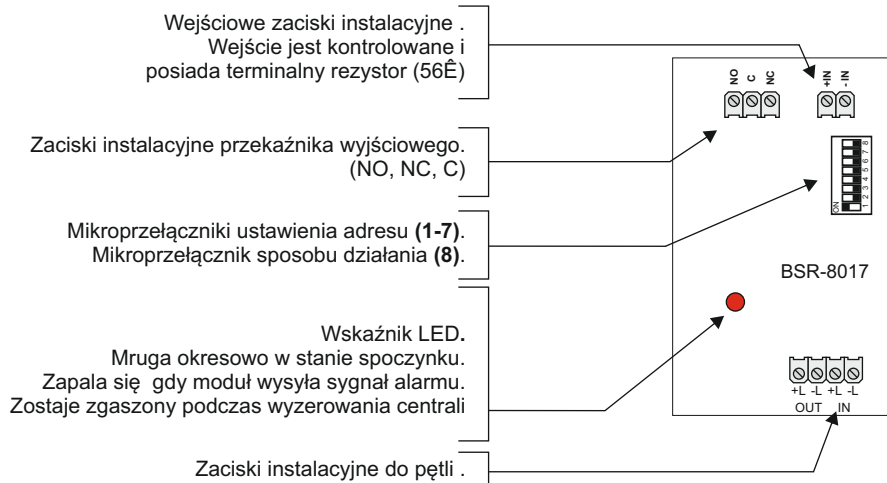 Wejściowe zaciski instalacyjne .
Wejście jest kontrolowane i
posiada terminalny rezystor (56Ê)
Zaciski instalacyjne przekaźnika wyjściowego.
(NO, NC, C)
Mikroprzełączniki ustawienia adresu (1-7).
Mikroprzełącznik sposobu działania (8).
Wskaźnik LED.
Mruga okresowo w stanie spoczynku.
Zapala się gdy moduł wysyła sygnał alarmu.
Zostaje zgaszony podczas wyzerowania centrali
Zaciski instalacyjne do pętli .
NO C NC
+IN -IN
ON
1 2 3 4 5 6 7 8
BSR-8017
+L -L +L -L
OUT IN